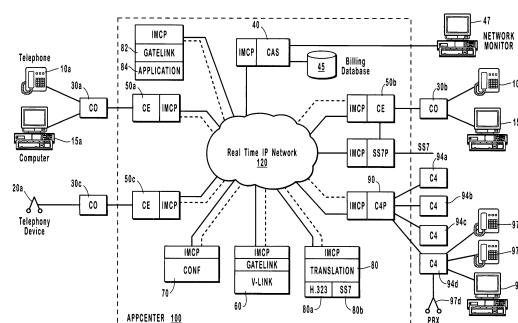 40
47
NETWORK
MONITOR
IMCP
82
GATELINK
84
APPLICATION
IMCP
CAS
45
Billing
Database
Telephone
10a
30a
CO
50a
CE
IMCP
15a
Computer
50b
IMCP
CE
30b
CO
Real Time IP Network
120
IMCP
SS7P
SS7
20a
Telephony
Device
30c
CO
50c
CE
IMCP
90
IMCP
C4P
94a
C4
94b
C4
94c
C4
C4
94d
97d
PBX
IMCP
CONF
70
IMCP
GATELINK
V-LINK
60
IMCP
TRANSLATION
80
H.323
SS7
80a
80b
APPCENTER 100